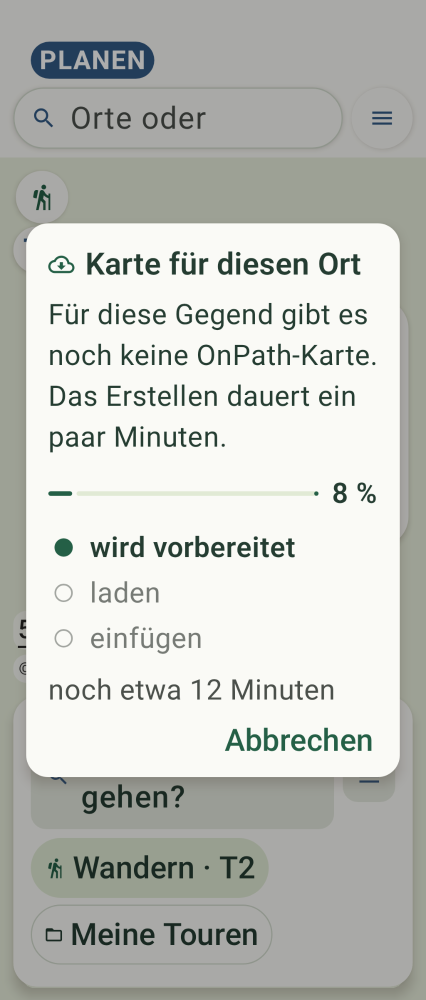 PLANEN
Orte oder
Karte für diesen Ort
Für diese Gegend gibt es
noch keine OnPath-Karte.
Das Erstellen dauert ein
paar Minuten.
8 %
wird vorbereitet
laden
einfügen
noch etwa 12 Minuten
Abbrechen
gehen?
Wandern · T2
Meine Touren